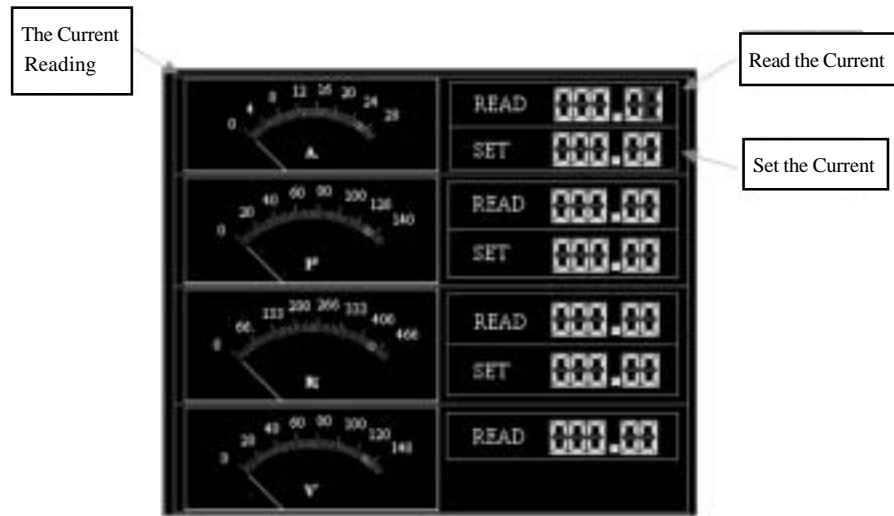 The Current
Reading
Read the Current
Set the Current
0 4 8 12 16 20 24 28
A
READ 000.01
SET 000.00
0 20 40 60 80 100 120 140
P
READ 000.00
SET 000.00
0 66 133 200 266 333 400 466
R
READ 000.00
SET 000.00
0 20 40 60 80 100 120 140
V
READ 000.00